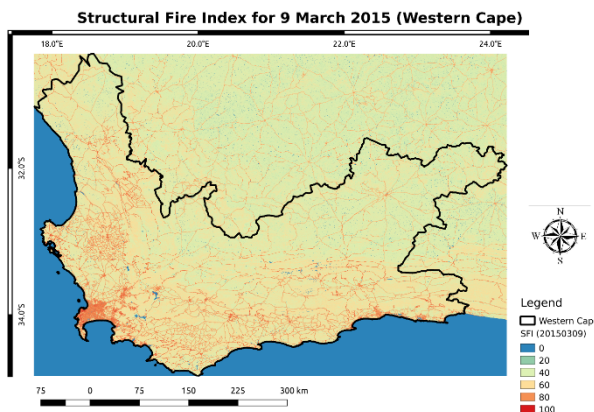 Structural Fire Index for 9 March 2015 (Western Cape)
18.0°E 20.0°E 22.0°E 24.0°E
32.0°S
34.0°S
N
W E
S
Legend
Western Cap
SFI (20150309)
0
20
40
60
80
100
75 0 75 150 225 300 km